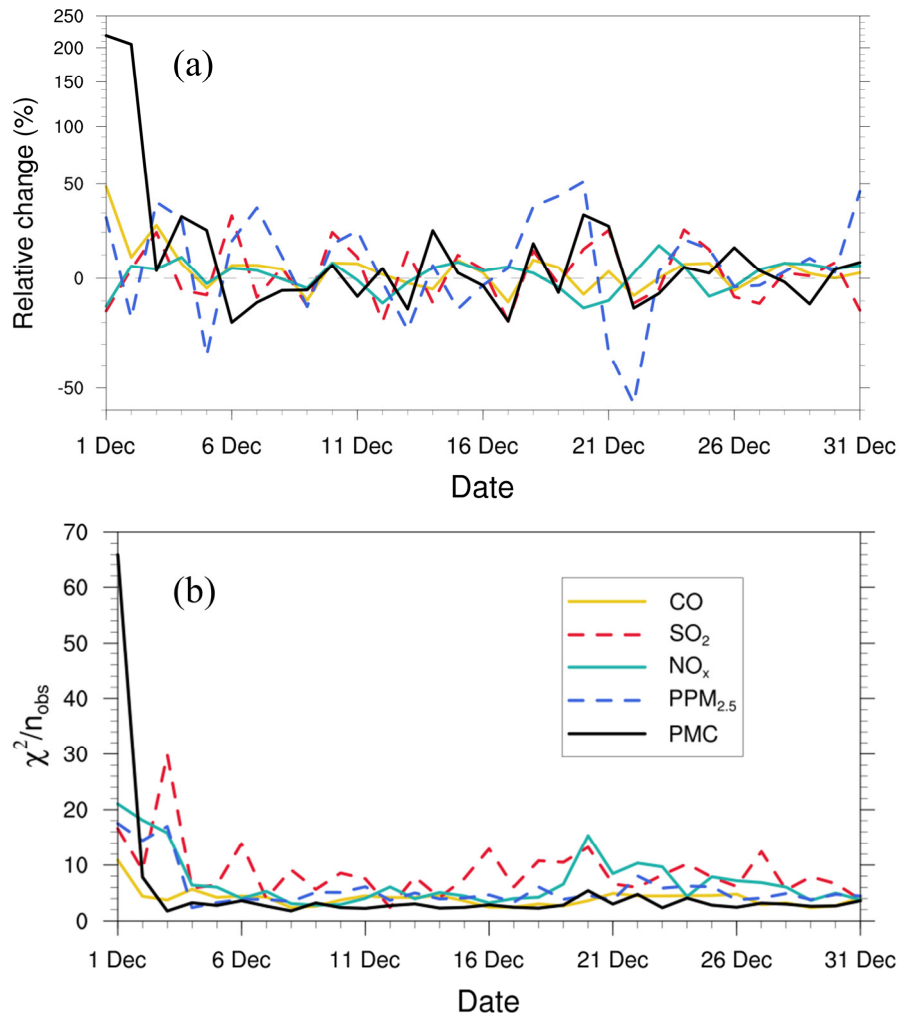 (a)
Relative change (%)
250
200
150
100
50
0
-50
1 Dec 6 Dec 11 Dec 16 Dec 21 Dec 26 Dec 31 Dec
Date
(b)
χ²/n_obs
70
60
50
40
30
20
10
0
CO
SO₂
NOₓ
PPM₂.₅
PMC
1 Dec 6 Dec 11 Dec 16 Dec 21 Dec 26 Dec 31 Dec
Date